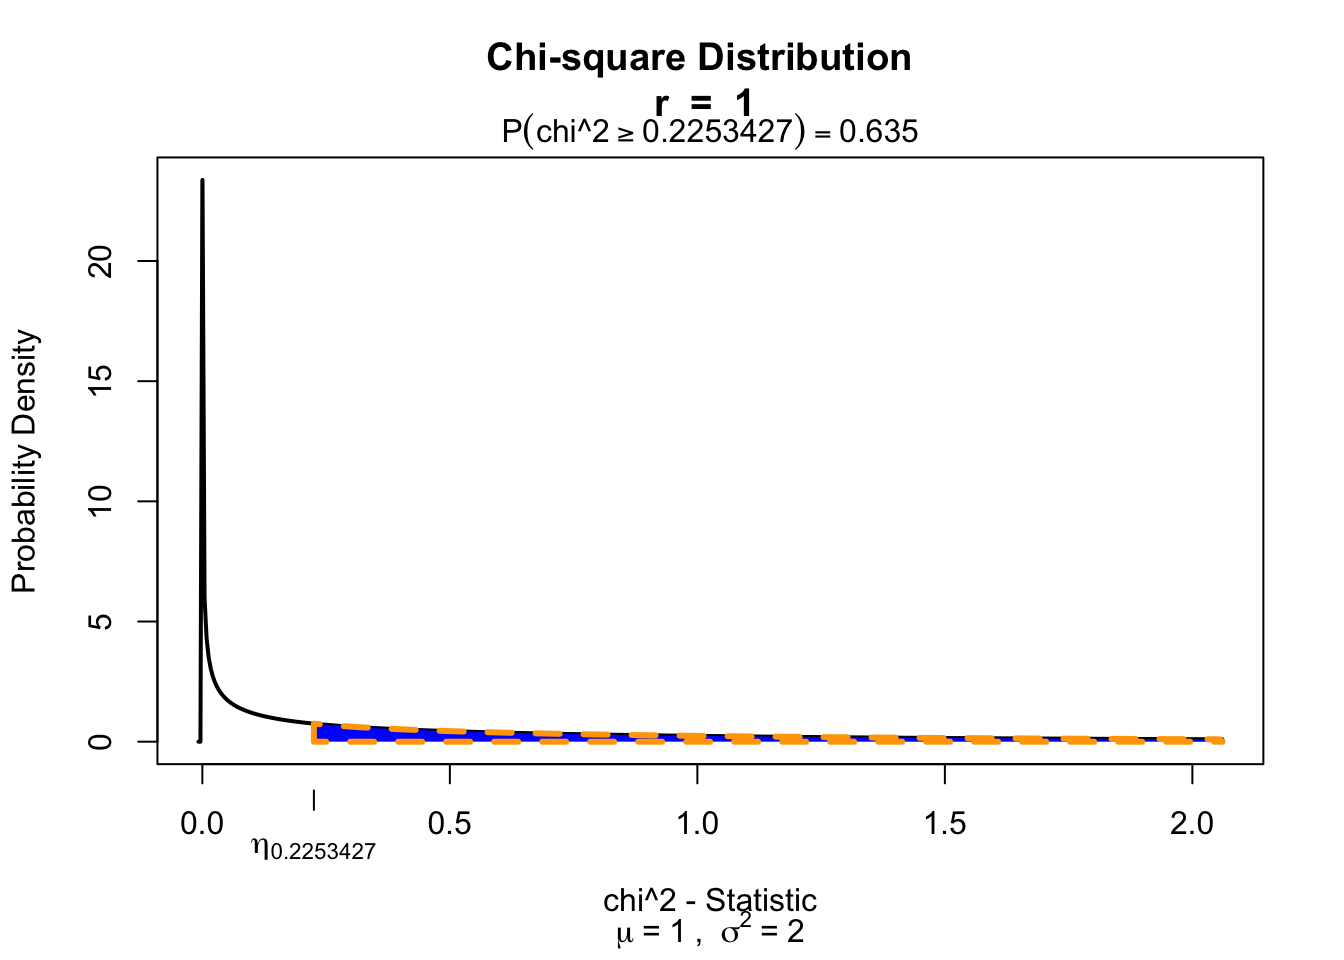 Chi-square Distribution
r = 1
P(chi^2 ≥ 0.2253427) = 0.635
Probability Density
20
15
10
5
0
0.0 0.5 1.0 1.5 2.0
η0.2253427
chi^2 - Statistic
μ = 1 , σ² = 2